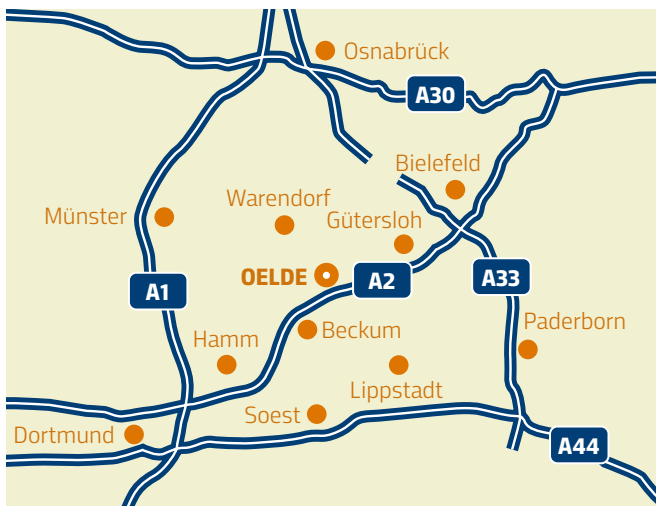 Osnabrück
A30
Bielefeld
Warendorf
Münster
Gütersloh
OELDE
A2
A33
A1
Paderborn
Beckum
Hamm
Lippstadt
Soest
Dortmund
A44